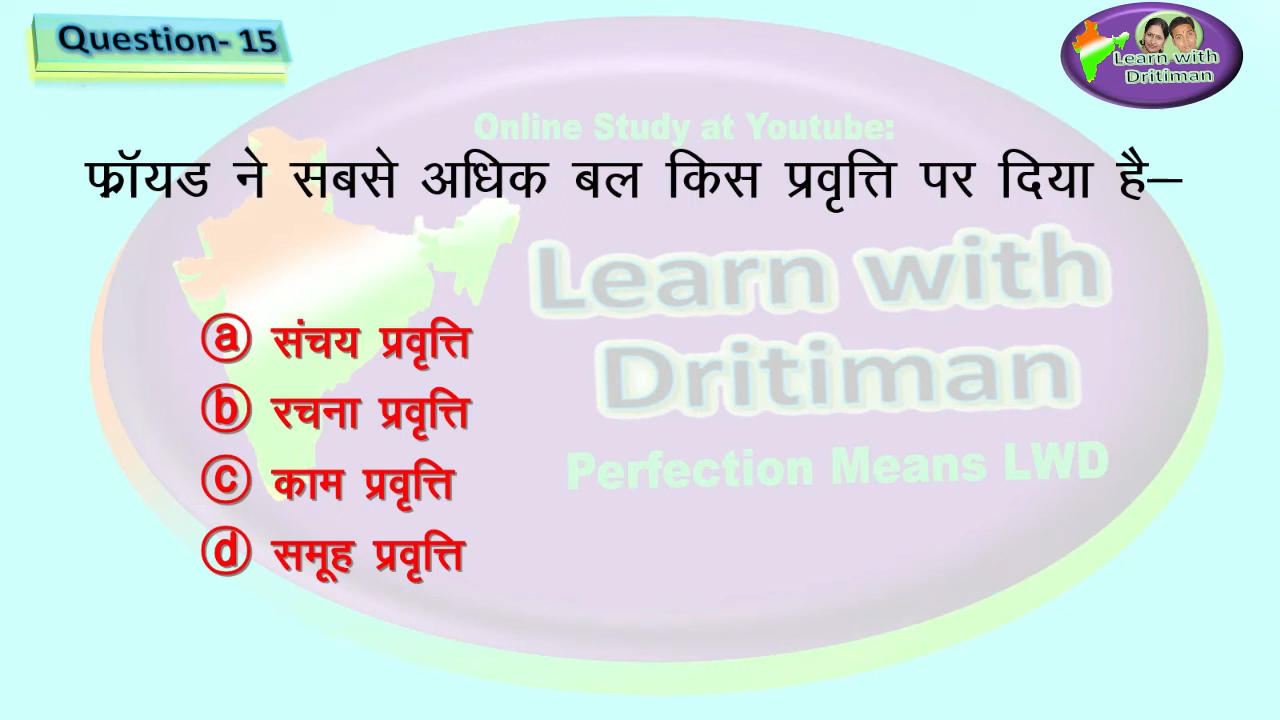 Question- 15
Learn with
Dritiman
Online Study at Youtube:
फ्रॉयड ने सबसे अधिक बल किस प्रवृत्ति पर दिया है–
Learn with
Dritiman
Perfection Means LWD
ⓐ संचय प्रवृत्ति
ⓑ रचना प्रवृत्ति
ⓒ काम प्रवृत्ति
ⓓ समूह प्रवृत्ति